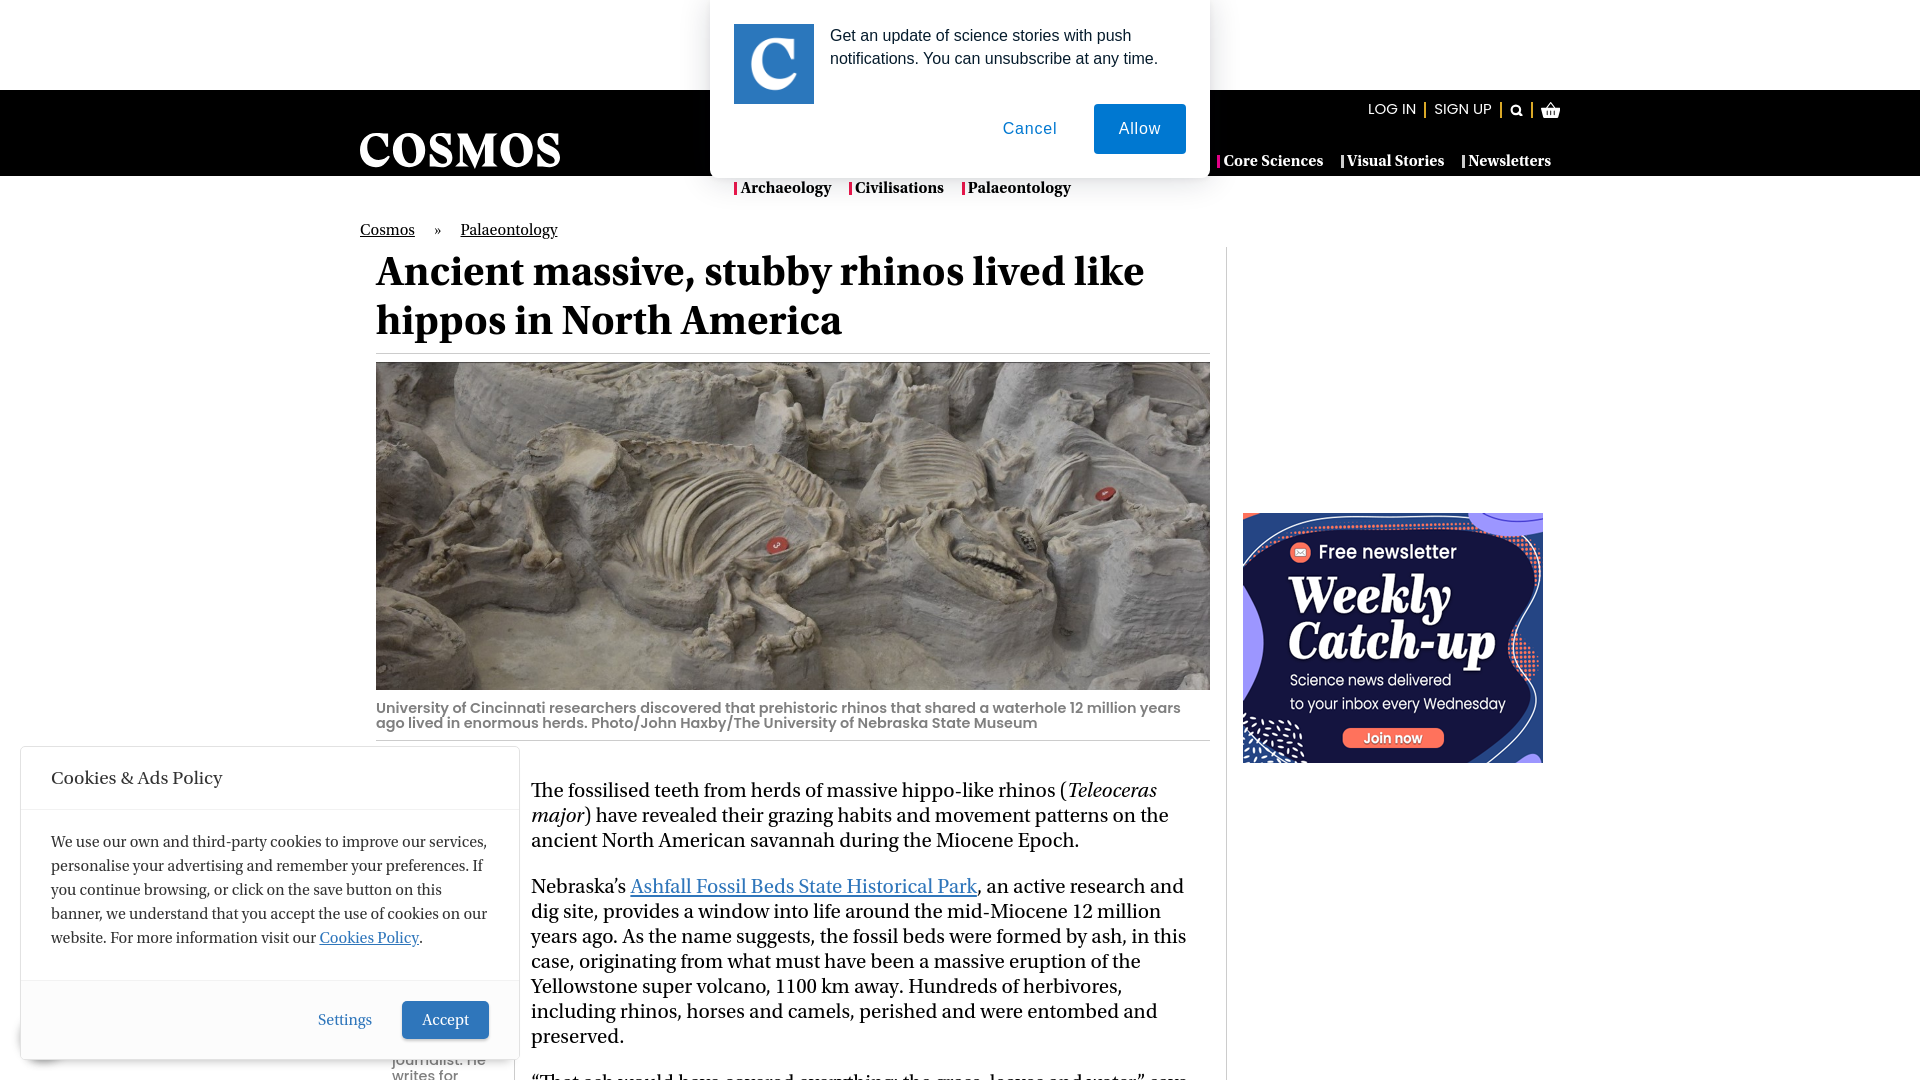 C
Get an update of science stories with push
notifications. You can unsubscribe at any time.
Cancel
Allow
LOG IN
SIGN UP
COSMOS
Core Sciences
Visual Stories
Newsletters
Archaeology
Civilisations
Palaeontology
Cosmos » Palaeontology
Ancient massive, stubby rhinos lived like
hippos in North America
University of Cincinnati researchers discovered that prehistoric rhinos that shared a waterhole 12 million years
ago lived in enormous herds. Photo/John Haxby/The University of Nebraska State Museum
Free newsletter
Weekly
Catch-up
Science news delivered
to your inbox every Wednesday
Join now
Cookies & Ads Policy
We use our own and third-party cookies to improve our services,
personalise your advertising and remember your preferences. If
you continue browsing, or click on the save button on this
banner, we understand that you accept the use of cookies on our
website. For more information visit our Cookies Policy.
Settings
Accept
journalist. He
writes for
The fossilised teeth from herds of massive hippo-like rhinos (Teleoceras
major) have revealed their grazing habits and movement patterns on the
ancient North American savannah during the Miocene Epoch.
Nebraska’s Ashfall Fossil Beds State Historical Park, an active research and
dig site, provides a window into life around the mid-Miocene 12 million
years ago. As the name suggests, the fossil beds were formed by ash, in this
case, originating from what must have been a massive eruption of the
Yellowstone super volcano, 1100 km away. Hundreds of herbivores,
including rhinos, horses and camels, perished and were entombed and
preserved.
“That ash would have covered everything: the grass, leaves and water,” says